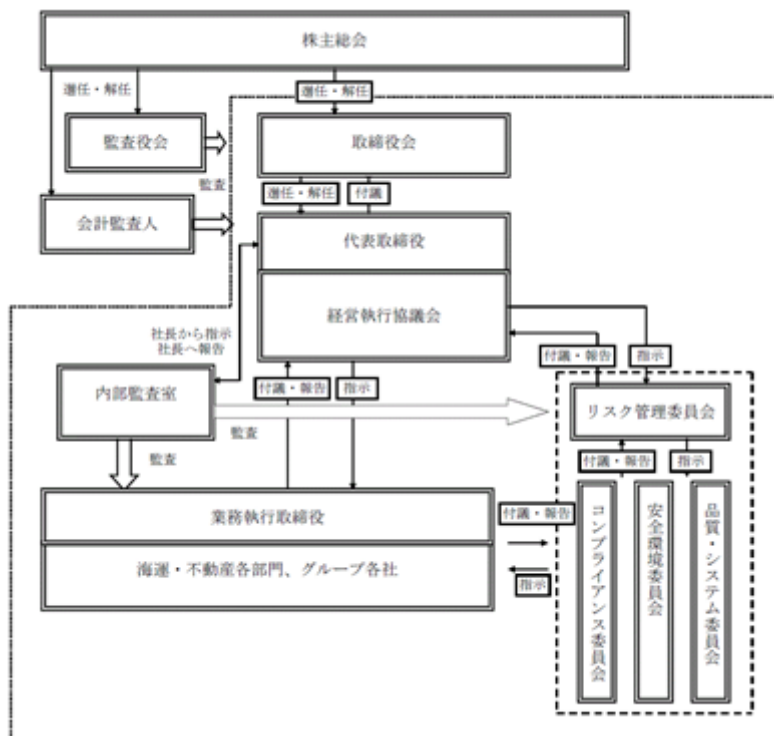 株主総会
選任・解任
選任・解任
監査役会
取締役会
監査
選任・解任
付議
会計監査人
代表取締役
経営執行協議会
社長から指示
社長へ報告
付議・報告
指示
内部監査室
付議・報告
指示
リスク管理委員会
監査
監査
付議・報告
指示
業務執行取締役
付議・報告
海運・不動産各部門、グループ各社
指示
コンプライアンス委員会
安全環境委員会
品質・システム委員会